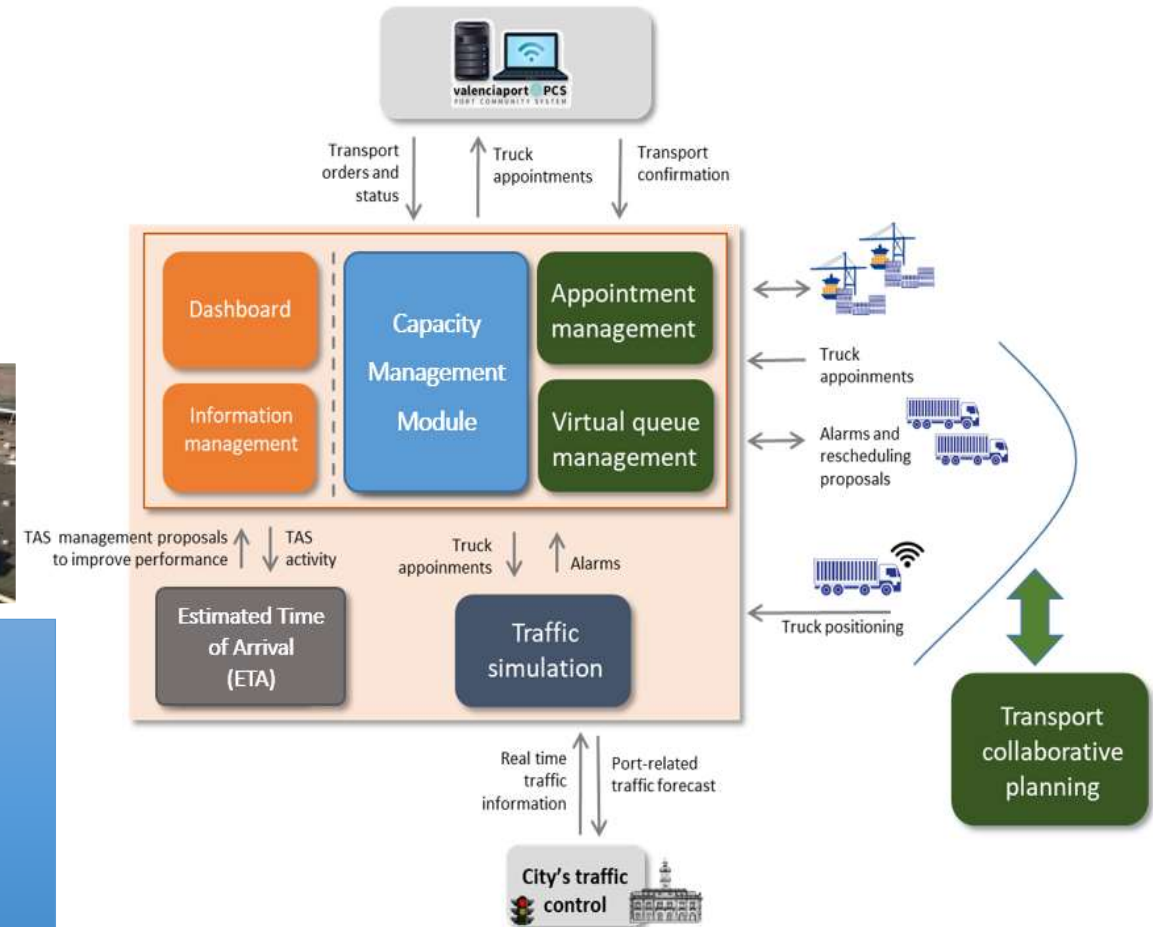 valenciaport PCS
PORT COMMUNITY SYSTEM
Transport
orders and
status
Truck
appointments
Transport
confirmation
Dashboard
Information
management
Capacity
Management
Module
Appointment
management
Virtual queue
management
Truck
appoinments
Alarms and
rescheduling
proposals
Truck positioning
TAS management proposals
to improve performance
TAS
activity
Truck
appoinments
Alarms
Estimated Time
of Arrival
(ETA)
Traffic
simulation
Transport
collaborative
planning
Real time
traffic
information
Port-related
traffic forecast
City's traffic
control